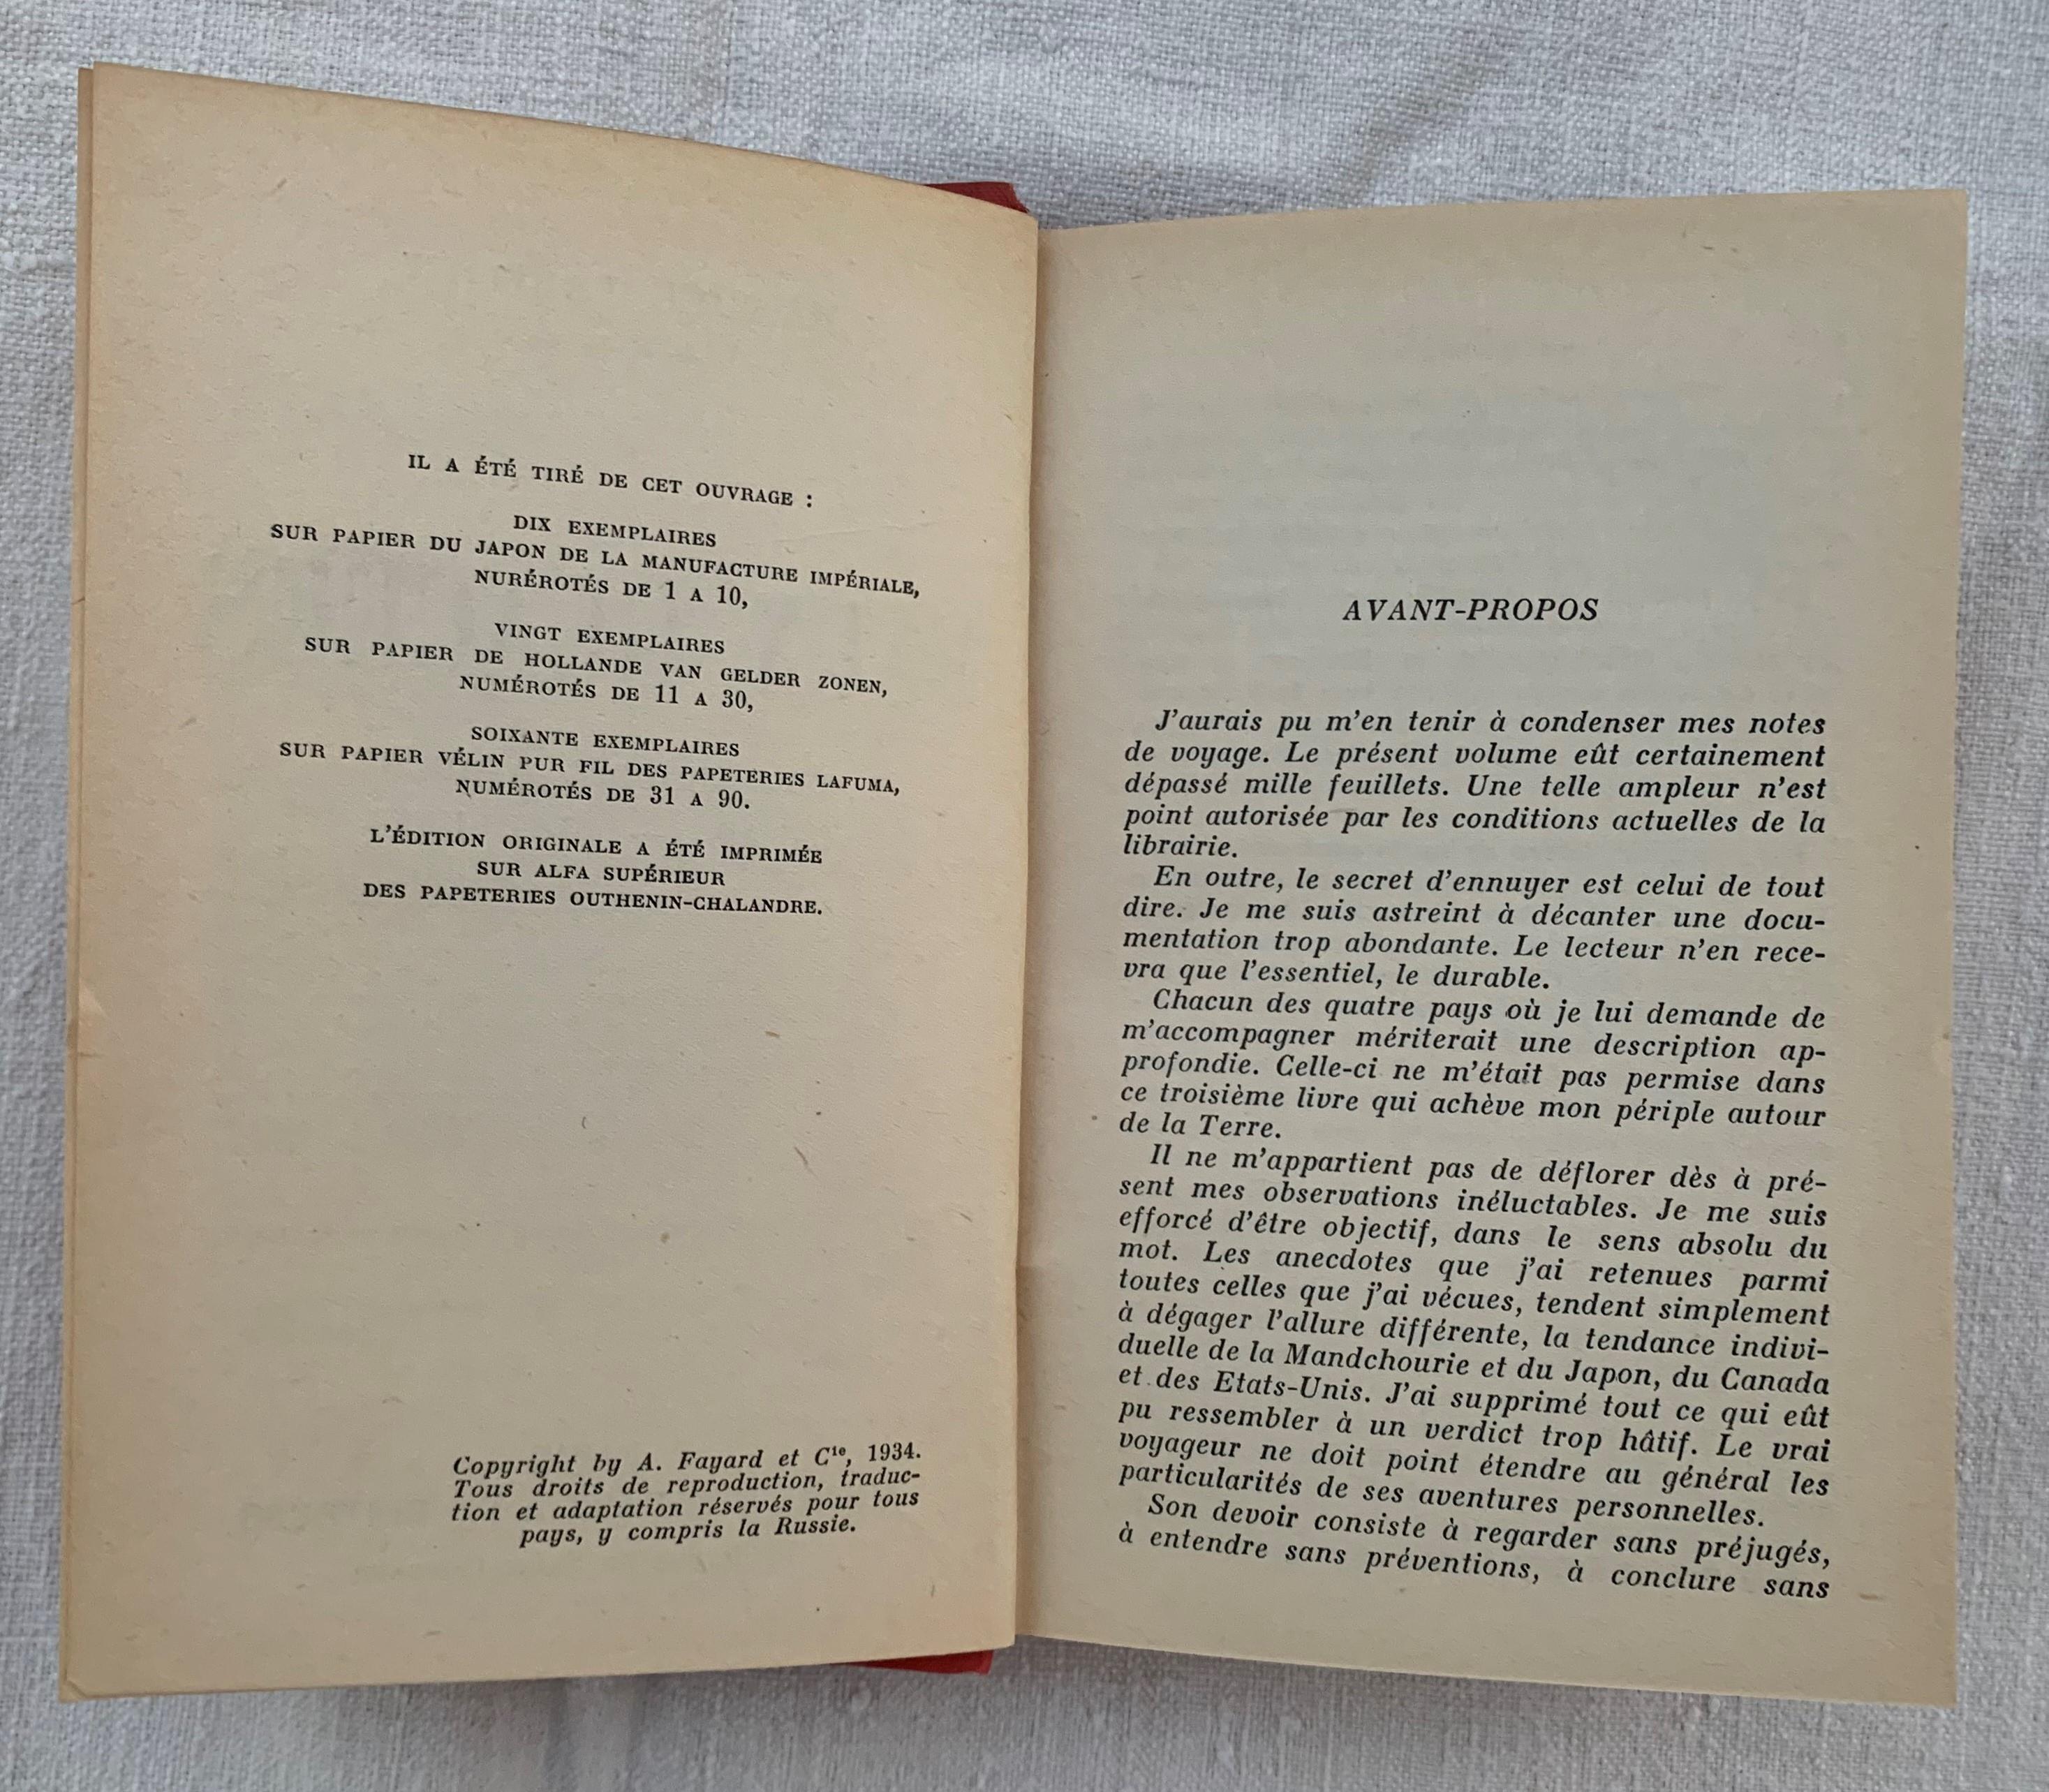 IL A ÉTÉ TIRÉ DE CET OUVRAGE :
DIX EXEMPLAIRES
SUR PAPIER DU JAPON DE LA MANUFACTURE IMPÉRIALE,
NURÉROTÉS DE 1 A 10,
VINGT EXEMPLAIRES
SUR PAPIER DE HOLLANDE VAN GELDER ZONEN,
NUMÉROTÉS DE 11 A 30,
SOIXANTE EXEMPLAIRES
SUR PAPIER VÉLIN PUR FIL DES PAPETERIES LAFUMA,
NUMÉROTÉS DE 31 A 90.
L'ÉDITION ORIGINALE A ÉTÉ IMPRIMÉE
SUR ALFA SUPÉRIEUR
DES PAPETERIES OUTHENIN-CHALANDRE.
Copyright by A. Fayard et Cie, 1934.
Tous droits de reproduction, traduc-
tion et adaptation réservés pour tous
pays, y compris la Russie.
AVANT-PROPOS
J'aurais pu m'en tenir à condenser mes notes
de voyage. Le présent volume eût certainement
dépassé mille feuillets. Une telle ampleur n'est
point autorisée par les conditions actuelles de la
librairie.
En outre, le secret d'ennuyer est celui de tout
dire. Je me suis astreint à décanter une docu-
mentation trop abondante. Le lecteur n'en rece-
vra que l'essentiel, le durable.
Chacun des quatre pays où je lui demande de
m'accompagner mériterait une description ap-
profondie. Celle-ci ne m'était pas permise dans
ce troisième livre qui achève mon périple autour
de la Terre.
Il ne m'appartient pas de déflorer dès à pré-
sent mes observations inéluctables. Je me suis
efforcé d'être objectif, dans le sens absolu du
mot. Les anecdotes que j'ai retenues parmi
toutes celles que j'ai vécues, tendent simplement
à dégager l'allure différente, la tendance indivi-
duelle de la Mandchourie et du Japon, du Canada
et des Etats-Unis. J'ai supprimé tout ce qui eût
pu ressembler à un verdict trop hâtif. Le vrai
voyageur ne doit point étendre au général les
particularités de ses aventures personnelles.
Son devoir consiste à regarder sans préjugés,
à entendre sans préventions, à conclure sans